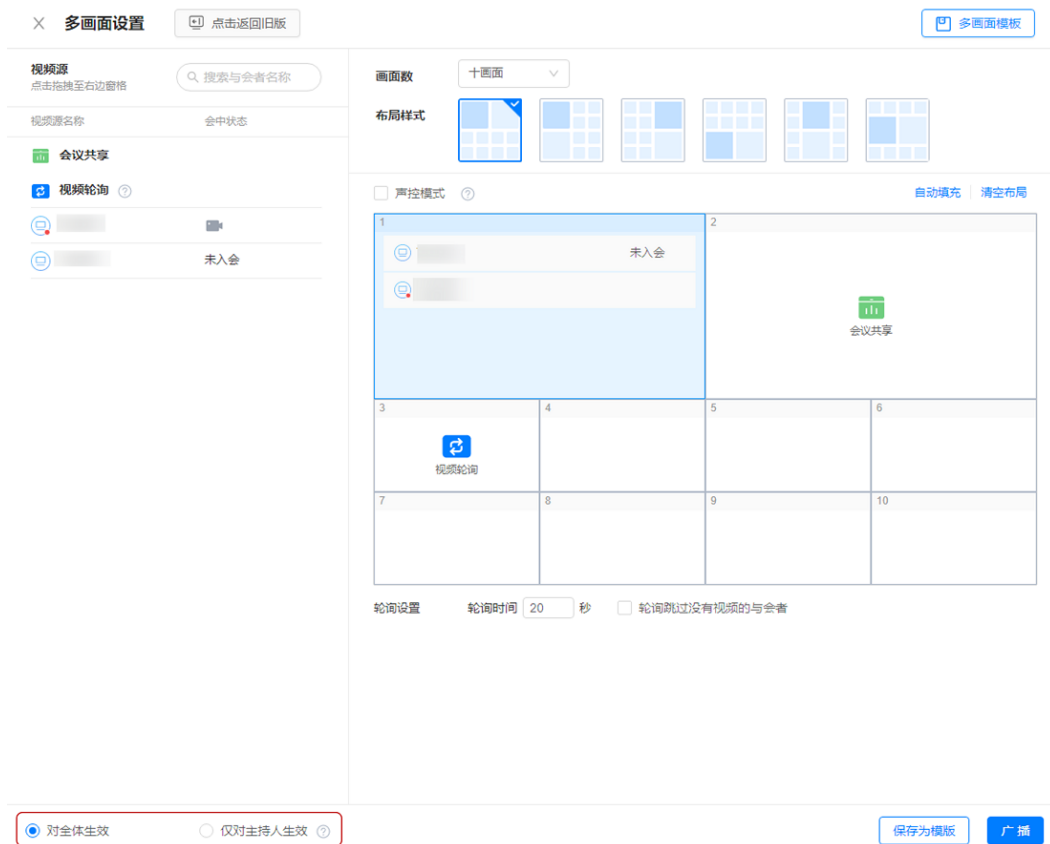 多画面设置
点击返回旧版
多画面模板
视频源
点击拖拽至右边窗格
搜索与会者名称
视频源名称
会中状态
会议共享
视频轮询
未入会
画面数
十画面
布局样式
声控模式
自动填充
清空布局
1
未入会
2
会议共享
3
视频轮询
4
5
6
7
8
9
10
轮询设置
轮询时间 20 秒
轮询跳过没有视频的与会者
对全体生效
仅对主持人生效
保存为模版
广播